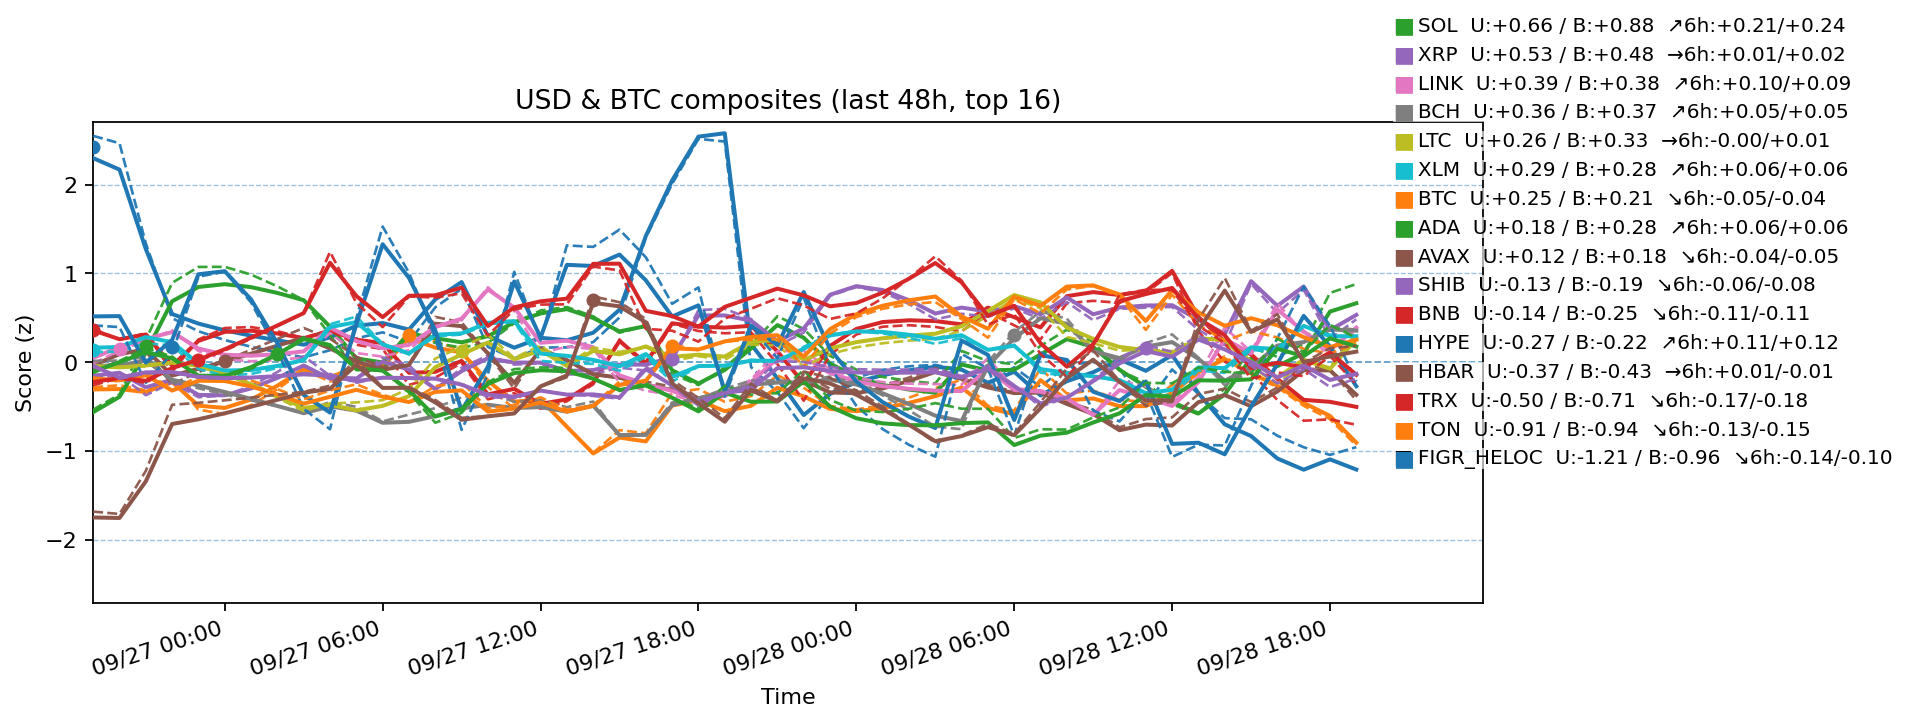 SOL U:+0.66 / B:+0.88 ↗6h:+0.21/+0.24
XRP U:+0.53 / B:+0.48 →6h:+0.01/+0.02
LINK U:+0.39 / B:+0.38 ↗6h:+0.10/+0.09
BCH U:+0.36 / B:+0.37 ↗6h:+0.05/+0.05
LTC U:+0.26 / B:+0.33 →6h:-0.00/+0.01
XLM U:+0.29 / B:+0.28 ↗6h:+0.06/+0.06
BTC U:+0.25 / B:+0.21 ↘6h:-0.05/-0.04
ADA U:+0.18 / B:+0.28 ↗6h:+0.06/+0.06
AVAX U:+0.12 / B:+0.18 ↘6h:-0.04/-0.05
SHIB U:-0.13 / B:-0.19 ↘6h:-0.06/-0.08
BNB U:-0.14 / B:-0.25 ↘6h:-0.11/-0.11
HYPE U:-0.27 / B:-0.22 ↗6h:+0.11/+0.12
HBAR U:-0.37 / B:-0.43 →6h:+0.01/-0.01
TRX U:-0.50 / B:-0.71 ↘6h:-0.17/-0.18
TON U:-0.91 / B:-0.94 ↘6h:-0.13/-0.15
FIGR_HELOC U:-1.21 / B:-0.96 ↘6h:-0.14/-0.10
USD & BTC composites (last 48h, top 16)
Score (z)
2
1
0
−1
−2
09/27 00:00
09/27 06:00
09/27 12:00
09/27 18:00
09/28 00:00
09/28 06:00
09/28 12:00
09/28 18:00
Time